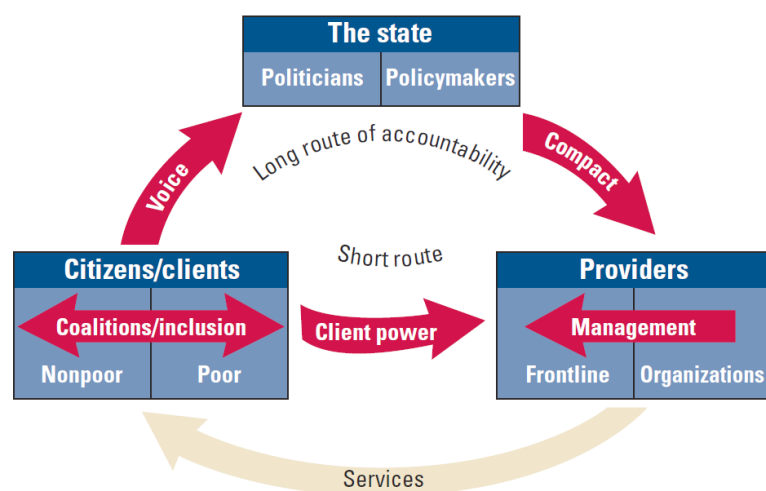 The state
Politicians
Policymakers
Long route of accountability
Voice
Compact
Short route
Citizens/clients
Coalitions/inclusion
Nonpoor
Poor
Client power
Providers
Management
Frontline
Organizations
Services